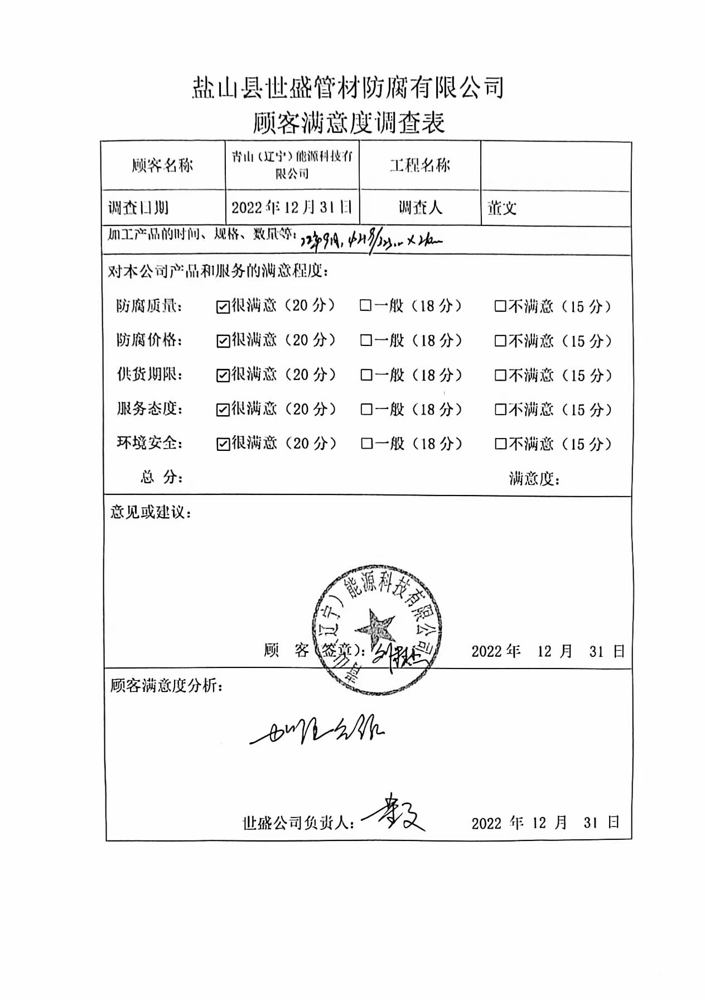 盐山县世盛管材防腐有限公司
顾客满意度调查表
顾客名称 青山（辽宁）能源科技有限公司 工程名称
调查日期 2022年12月31日 调查人 董文
加工产品的时间、规格、数量等：22年9月，
对本公司产品和服务的满意程度：
防腐质量： ☑很满意（20分） □一般（18分） □不满意（15分）
防腐价格： ☑很满意（20分） □一般（18分） □不满意（15分）
供货期限： ☑很满意（20分） □一般（18分） □不满意（15分）
服务态度： ☑很满意（20分） □一般（18分） □不满意（15分）
环境安全： ☑很满意（20分） □一般（18分） □不满意（15分）
总 分： 满意度：
意见或建议：
青山（辽宁）能源科技有限公司
顾 客（签章）： 2022年 12 月 31 日
顾客满意度分析：
世盛公司负责人：董文 2022 年 12 月 31 日